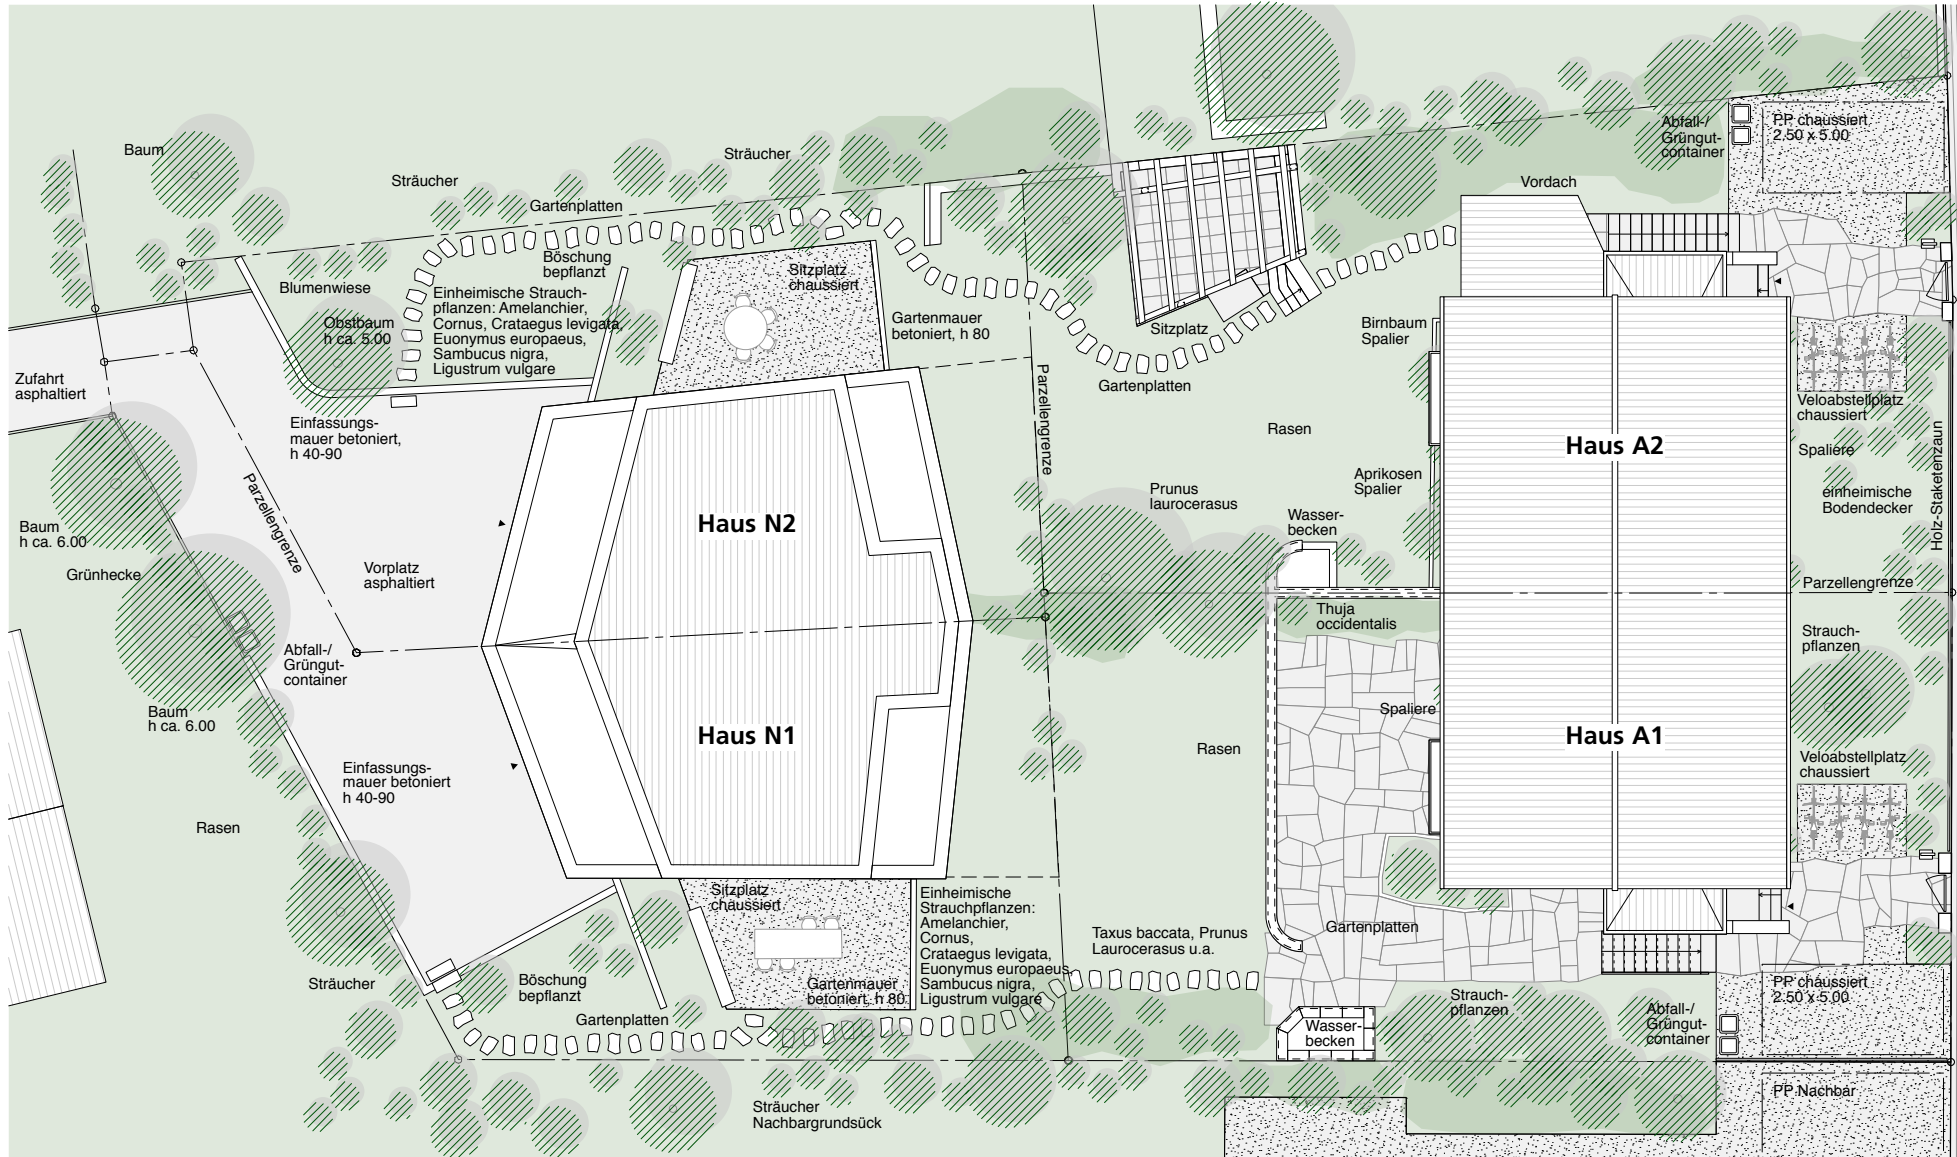 Baum
Sträucher
Sträucher
Gartenplatten
Böschung
bepflanzt
Blumenwiese
Obstbaum
h ca. 5.00
Einheimische Strauch-
pflanzen: Amelanchier,
Cornus, Crataegus levigata,
Euonymus europaeus,
Sambucus nigra,
Ligustrum vulgare
Sitzplatz
chaussiert
Gartenmauer
betoniert, h 80
Zufahrt
asphaltiert
Einfassungs-
mauer betoniert,
h 40-90
Parzellengrenze
Baum
h ca. 6.00
Grünhecke
Vorplatz
asphaltiert
Abfall-/
Grüngut-
container
Baum
h ca. 6.00
Einfassungs-
mauer betoniert
h 40-90
Rasen
Sträucher
Haus N2
Haus N1
Sitzplatz
chaussiert
Böschung
bepflanzt
Gartenplatten
Gartenmauer
betoniert, h 80
Einheimische
Strauchpflanzen:
Amelanchier,
Cornus,
Crataegus levigata,
Euonymus europaeus,
Sambucus nigra,
Ligustrum vulgare
Sträucher
Nachbargrundsück
Parzellengrenze
Sitzplatz
Gartenplatten
Rasen
Prunus
laurocerasus
Wasser-
becken
Birnbaum
Spalier
Aprikosen
Spalier
Thuja
occidentalis
Spaliere
Rasen
Taxus baccata, Prunus
Laurocerasus u.a.
Gartenplatten
Wasser-
becken
Strauch-
pflanzen
Vordach
Abfall-/
Grüngut-
container
PP chaussiert
2.50 x 5.00
Haus A2
Haus A1
Veloabstellplatz
chaussiert
Spaliere
einheimische
Bodendecker
Holz-Staketenzaun
Parzellengrenze
Strauch-
pflanzen
Veloabstellplatz
chaussiert
Abfall-/
Grüngut-
container
PP chaussiert
2.50 x 5.00
PP Nachbar